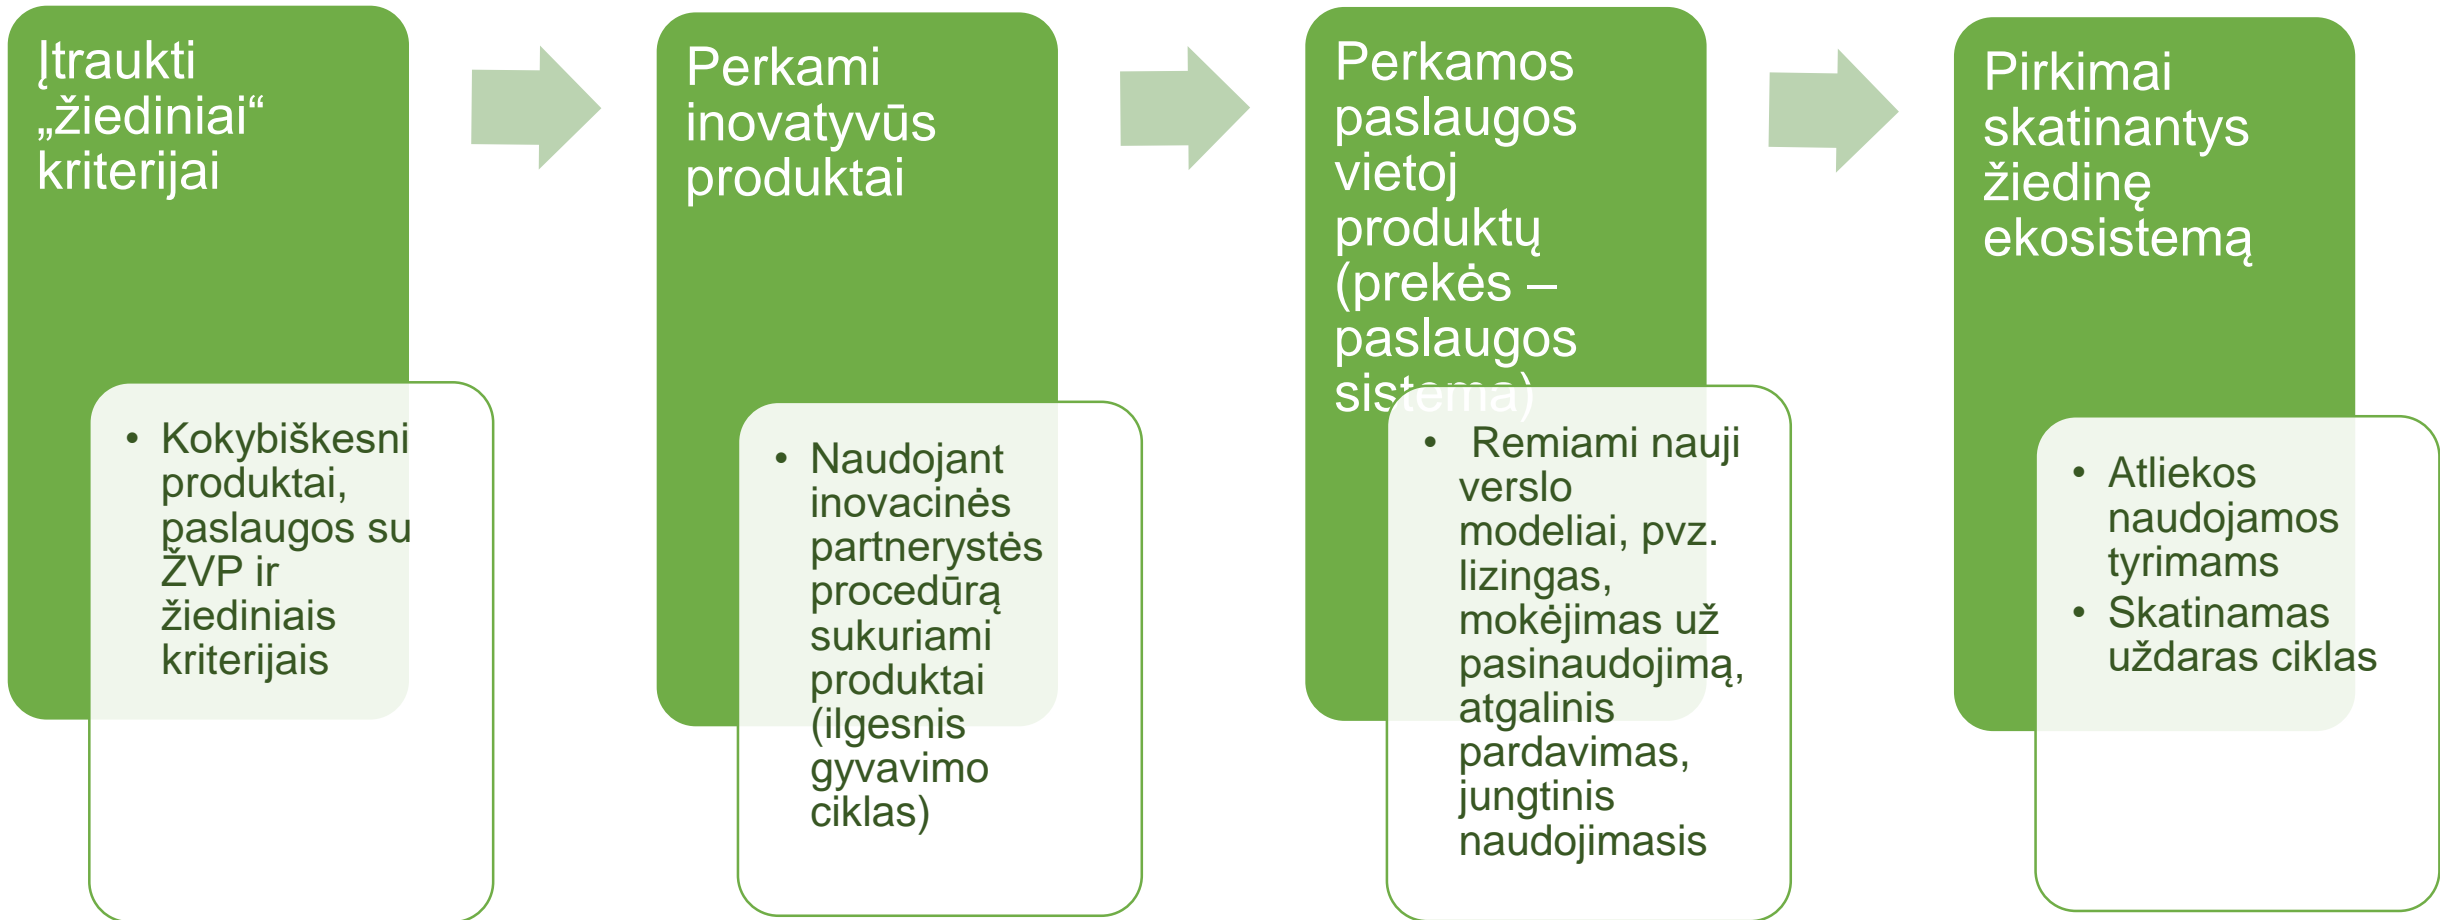 Įtraukti
„žiediniai“
kriterijai
• Kokybiškesni
produktai,
paslaugos su
ŽVP ir
žiediniais
kriterijais
Perkami
inovatyvūs
produktai
• Naudojant
inovacinės
partnerystės
procedūrą
sukuriami
produktai
(ilgesnis
gyvavimo
ciklas)
Perkamos
paslaugos
vietoj
produktų
(prekės –
paslaugos
sistema)
• Remiami nauji
verslo
modeliai, pvz.
lizingas,
mokėjimas už
pasinaudojimą,
atgalinis
pardavimas,
jungtinis
naudojimasis
Pirkimai
skatinantys
žiedinę
ekosistemą
• Atliekos
naudojamos
tyrimams
• Skatinamas
uždaras ciklas